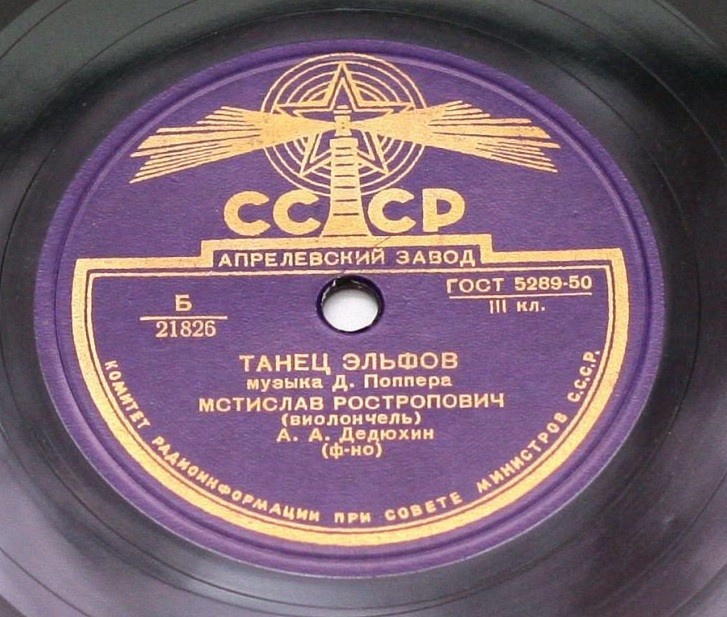 СССР
АПРЕЛЕВСКИЙ ЗАВОД
Б
21826
ГОСТ 5289-50
III кл.
ТАНЕЦ ЭЛЬФОВ
музыка Д. Поппера
МСТИСЛАВ РОСТРОПОВИЧ
(виолончель)
А. А. Дедюхин
(ф-но)
КОМИТЕТ РАДИОИНФОРМАЦИИ ПРИ СОВЕТЕ МИНИСТРОВ С.С.С.Р.